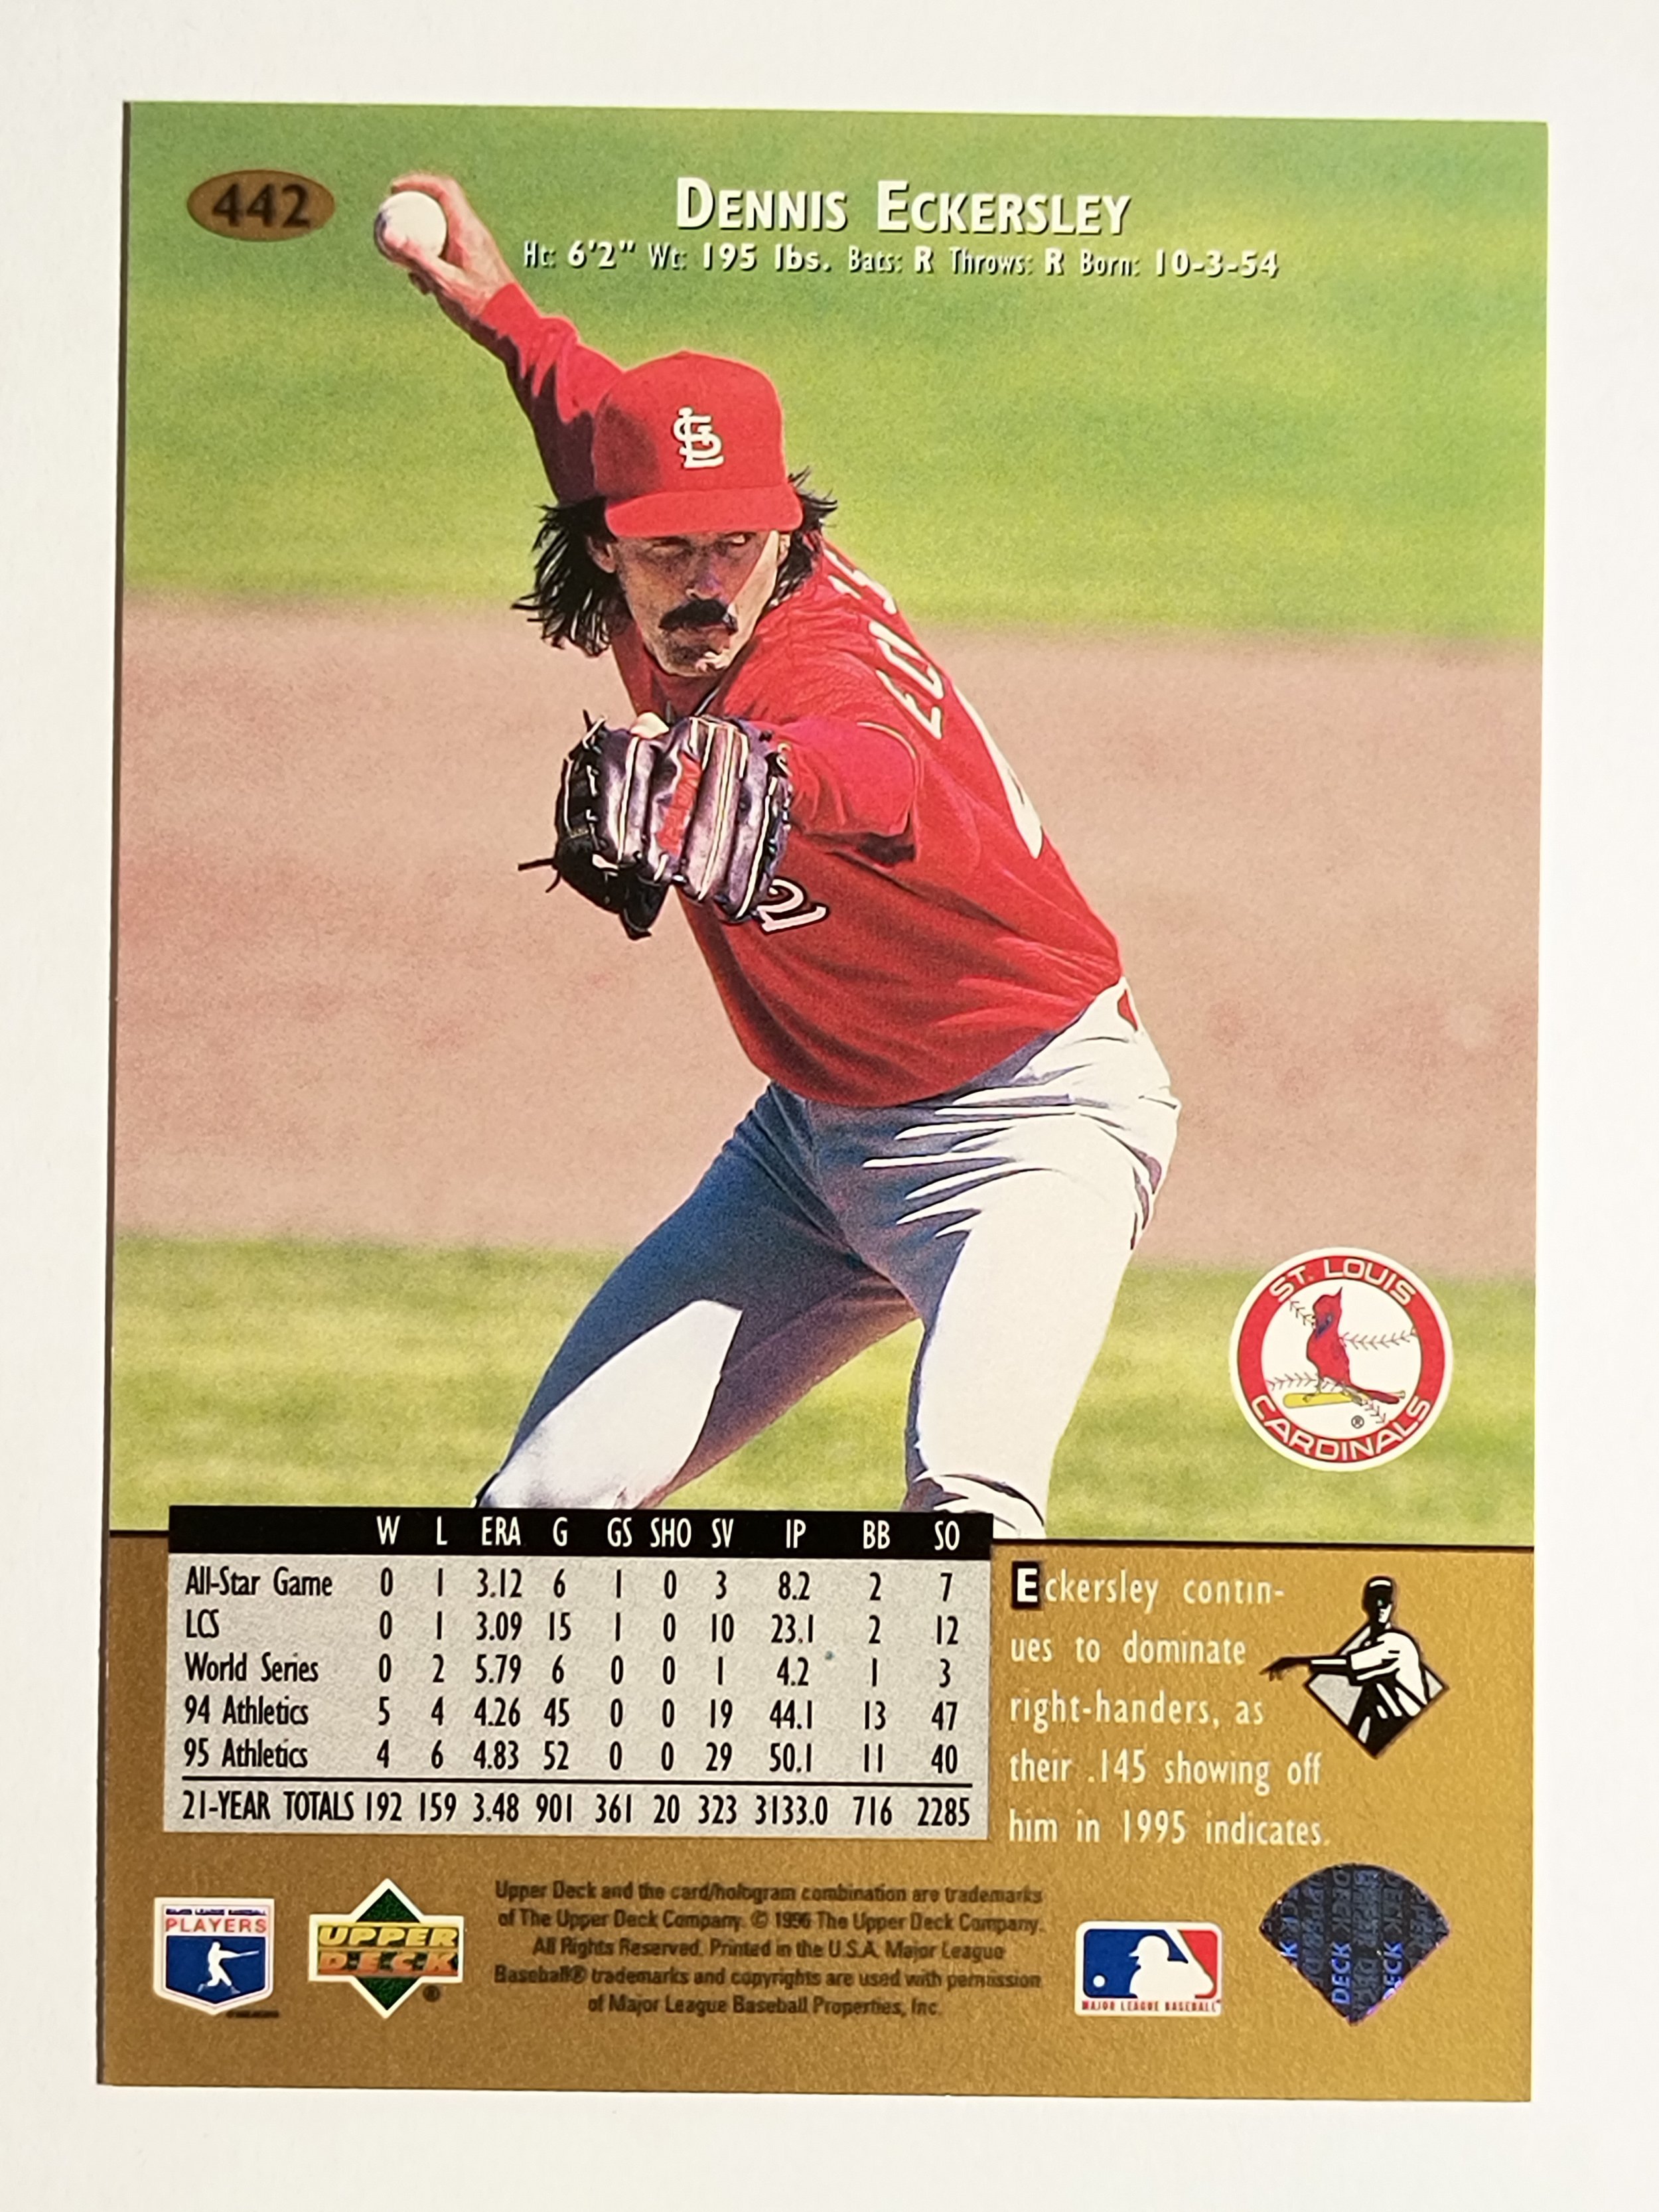 442
DENNIS ECKERSLEY
Ht: 6'2" Wt: 195 lbs. Bats: R Throws: R Born: 10-3-54
STL
ST. LOUIS
CARDINALS
®
W L ERA G GS SHO SV IP BB SO
All-Star Game 0 1 3.12 6 1 0 3 8.2 2 7
LCS 0 1 3.09 15 1 0 10 23.1 2 12
World Series 0 2 5.79 6 0 0 1 4.2 1 3
94 Athletics 5 4 4.26 45 0 0 19 44.1 13 47
95 Athletics 4 6 4.83 52 0 0 29 50.1 11 40
21-YEAR TOTALS 192 159 3.48 901 361 20 323 3133.0 716 2285
Eckersley contin-
ues to dominate
right-handers, as
their .145 showing off
him in 1995 indicates.
MAJOR LEAGUE BASEBALL
PLAYERS
UPPER
DECK
®
Upper Deck and the card/hologram combination are trademarks
of The Upper Deck Company. © 1996 The Upper Deck Company.
All Rights Reserved. Printed in the U.S.A. Major League
Baseball® trademarks and copyrights are used with permission
of Major League Baseball Properties, Inc.
MAJOR LEAGUE BASEBALL
DECK
DECK